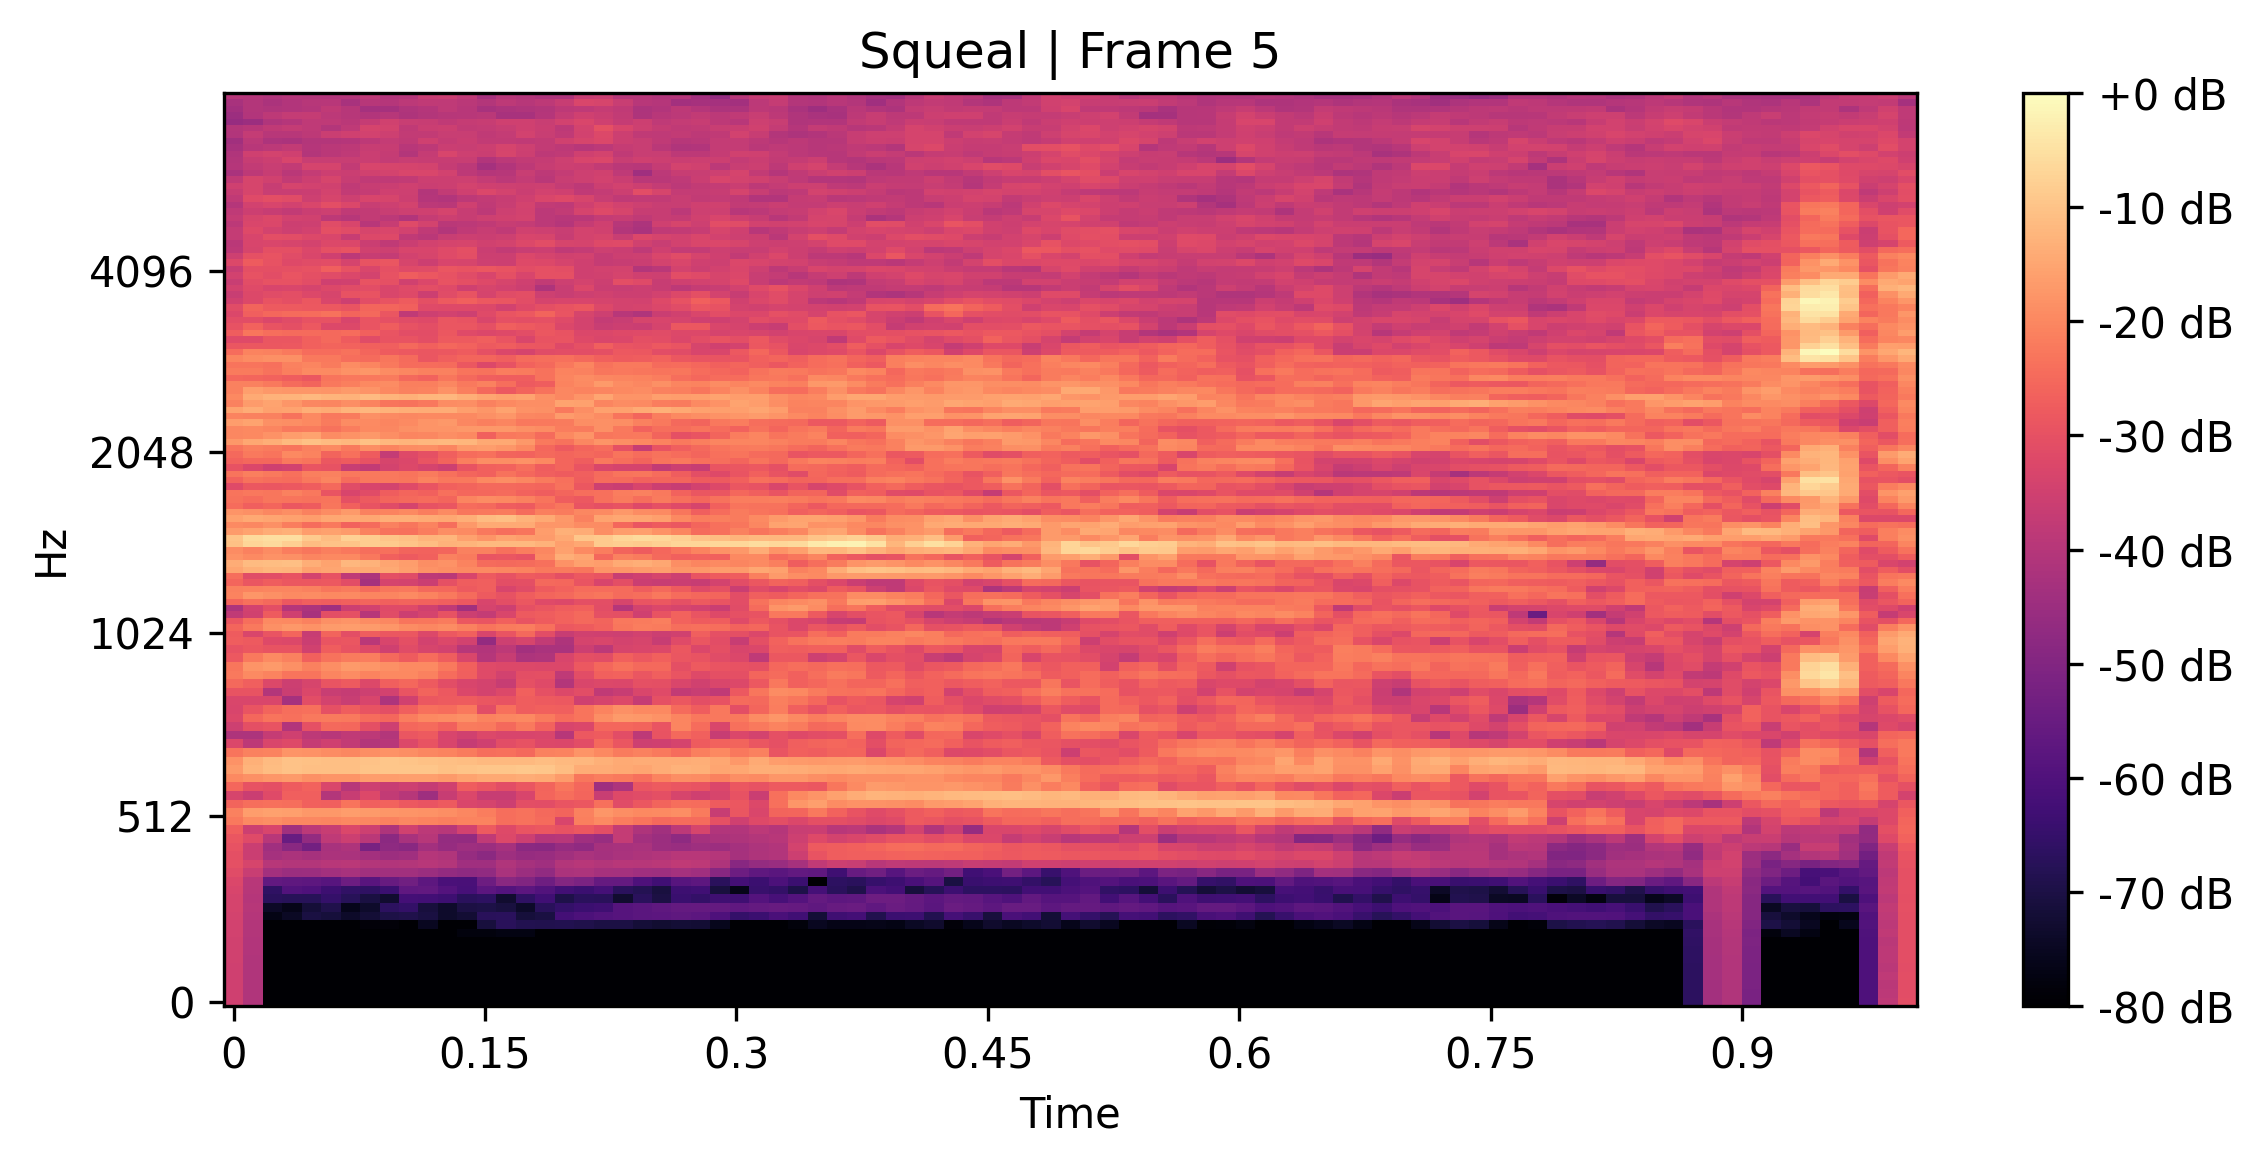 Squeal | Frame 5
+0 dB
-10 dB
-20 dB
-30 dB
-40 dB
-50 dB
-60 dB
-70 dB
-80 dB
4096
2048
1024
512
0
Hz
0 0.15 0.3 0.45 0.6 0.75 0.9
Time